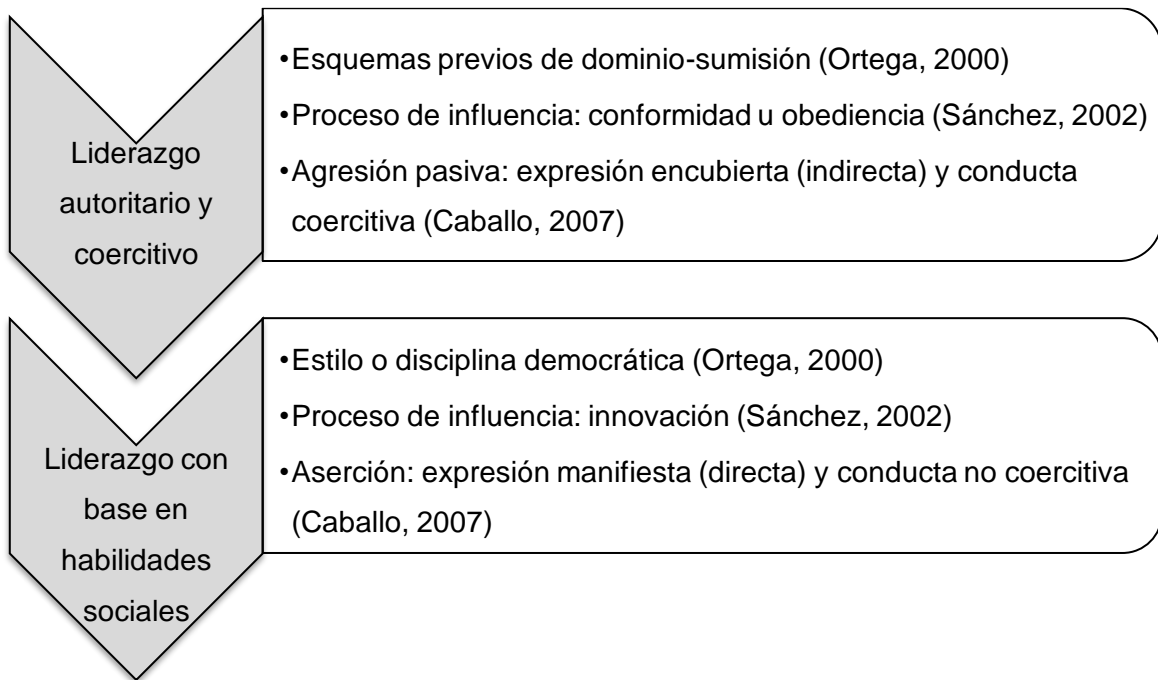 Liderazgo
autoritario y
coercitivo
•Esquemas previos de dominio-sumisión (Ortega, 2000)
•Proceso de influencia: conformidad u obediencia (Sánchez, 2002)
•Agresión pasiva: expresión encubierta (indirecta) y conducta
coercitiva (Caballo, 2007)
Liderazgo con
base en
habilidades
sociales
•Estilo o disciplina democrática (Ortega, 2000)
•Proceso de influencia: innovación (Sánchez, 2002)
•Aserción: expresión manifiesta (directa) y conducta no coercitiva
(Caballo, 2007)